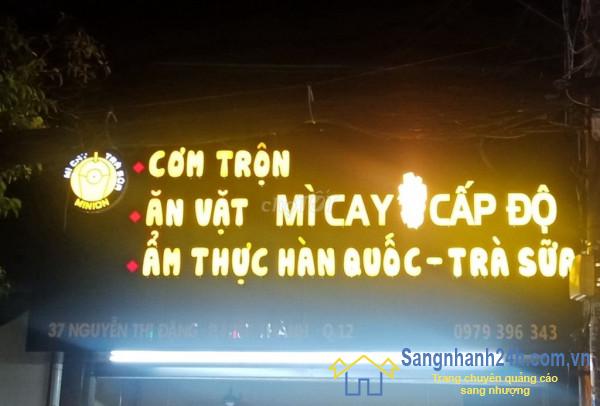 MÌ CAY TRÀ SỮA
MINION
CƠM TRỘN
ĂN VẶT MÌ CAY CẤP ĐỘ
ẨM THỰC HÀN QUỐC - TRÀ SỮA
37 NGUYỄN THỊ ĐẶNG Q.12 0979 396 343
Sangnhanh24h.com.vn
Trang chuyên quảng cáo
sang nhượng